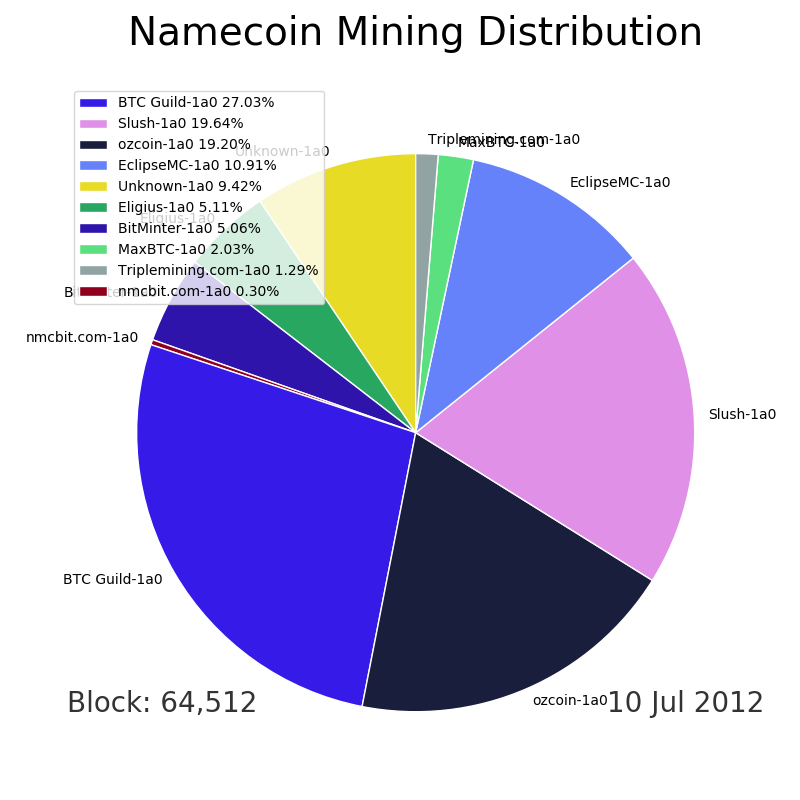 Namecoin Mining Distribution
BTC Guild-1a0 27.03%
Slush-1a0 19.64%
ozcoin-1a0 19.20%
EclipseMC-1a0 10.91%
Unknown-1a0 9.42%
Eligius-1a0 5.11%
BitMinter-1a0 5.06%
MaxBTC-1a0 2.03%
Triplemining.com-1a0 1.29%
nmcbit.com-1a0 0.30%
Triplemining.com-1a0
MaxBTC-1a0
Unknown-1a0
EclipseMC-1a0
Eligius-1a0
BitMinter-1a0
nmcbit.com-1a0
Slush-1a0
BTC Guild-1a0
ozcoin-1a0
Block: 64,512
10 Jul 2012